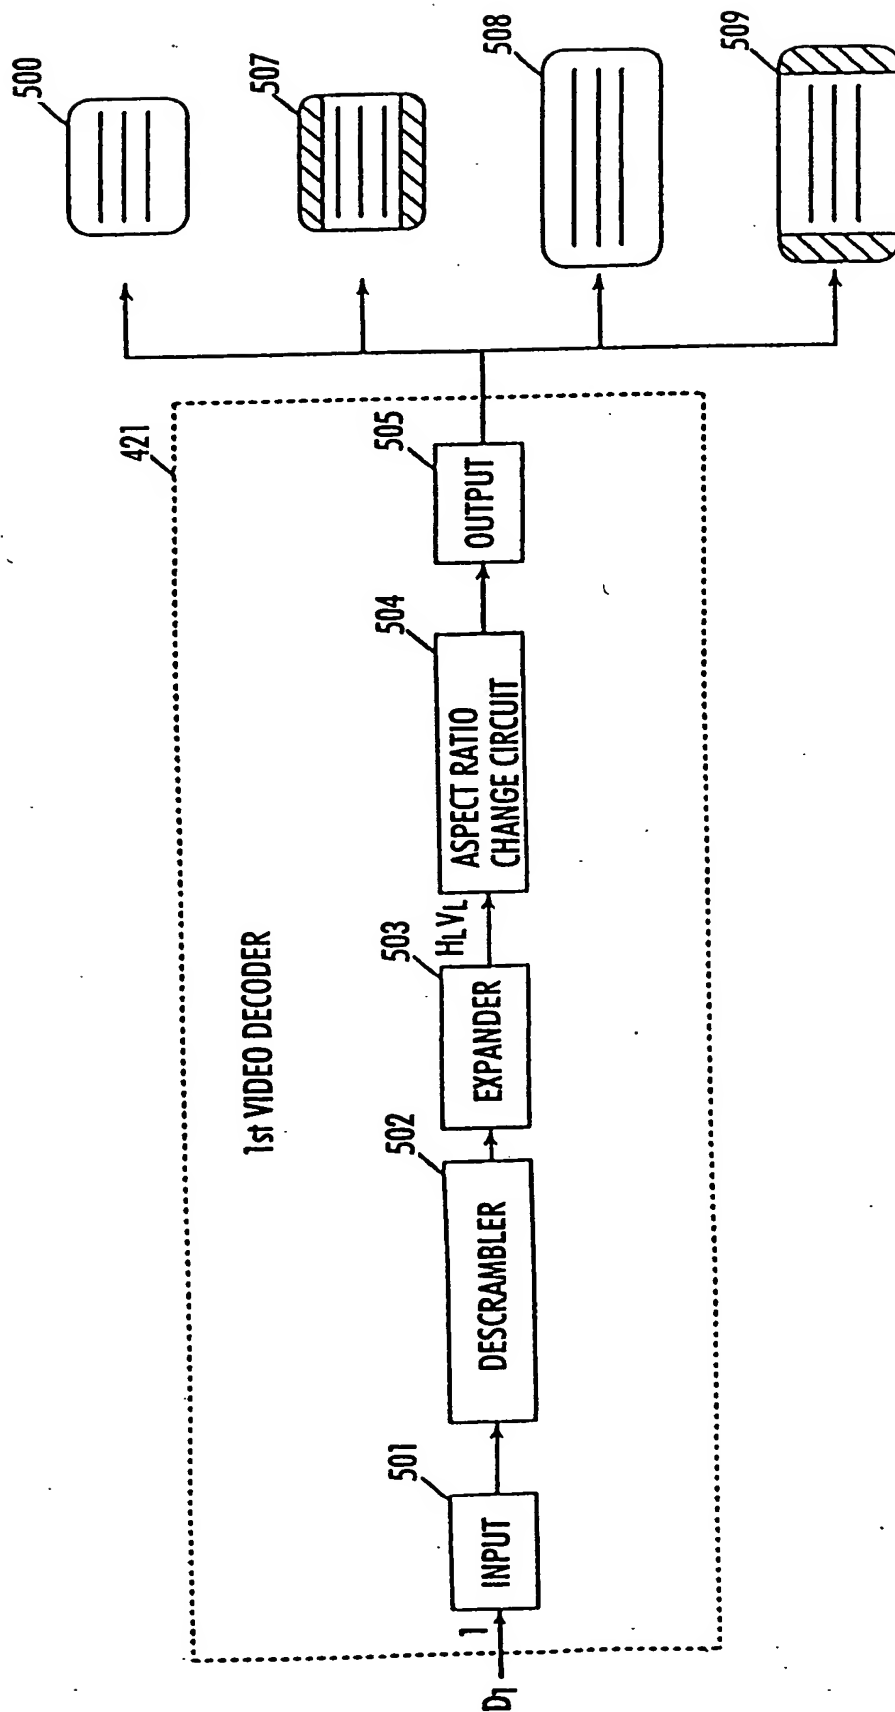 1st VIDEO DECODER
421
D1
1
INPUT
501
DESCRAMBLER
502
EXPANDER
503
HLVL
ASPECT RATIO
CHANGE CIRCUIT
504
OUTPUT
505
500
507
508
509